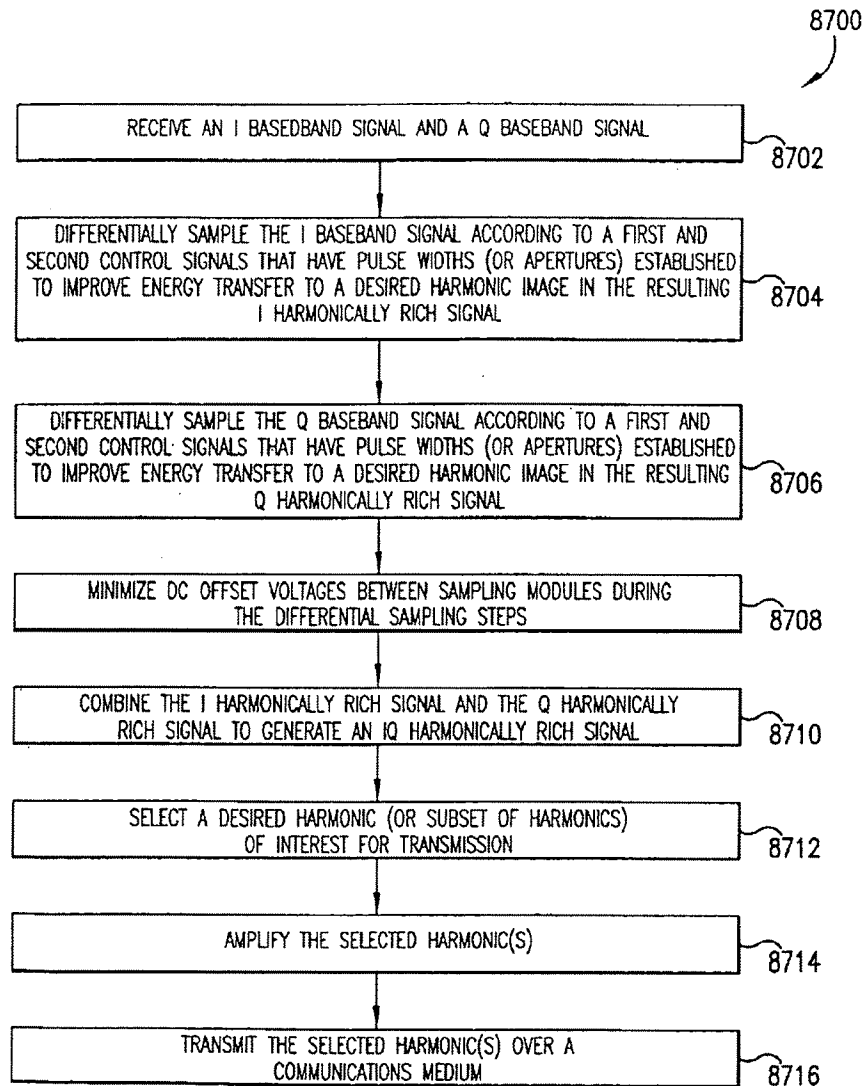 8700
RECEIVE AN I BASEDBAND SIGNAL AND A Q BASEBAND SIGNAL
8702
DIFFERENTIALLY SAMPLE THE I BASEBAND SIGNAL ACCORDING TO A FIRST AND
SECOND CONTROL SIGNALS THAT HAVE PULSE WIDTHS (OR APERTURES) ESTABLISHED
TO IMPROVE ENERGY TRANSFER TO A DESIRED HARMONIC IMAGE IN THE RESULTING
I HARMONICALLY RICH SIGNAL
8704
DIFFERENTIALLY SAMPLE THE Q BASEBAND SIGNAL ACCORDING TO A FIRST AND
SECOND CONTROL SIGNALS THAT HAVE PULSE WIDTHS (OR APERTURES) ESTABLISHED
TO IMPROVE ENERGY TRANSFER TO A DESIRED HARMONIC IMAGE IN THE RESULTING
Q HARMONICALLY RICH SIGNAL
8706
MINIMIZE DC OFFSET VOLTAGES BETWEEN SAMPLING MODULES DURING
THE DIFFERENTIAL SAMPLING STEPS
8708
COMBINE THE I HARMONICALLY RICH SIGNAL AND THE Q HARMONICALLY
RICH SIGNAL TO GENERATE AN IQ HARMONICALLY RICH SIGNAL
8710
SELECT A DESIRED HARMONIC (OR SUBSET OF HARMONICS)
OF INTEREST FOR TRANSMISSION
8712
AMPLIFY THE SELECTED HARMONIC(S)
8714
TRANSMIT THE SELECTED HARMONIC(S) OVER A
COMMUNICATIONS MEDIUM
8716